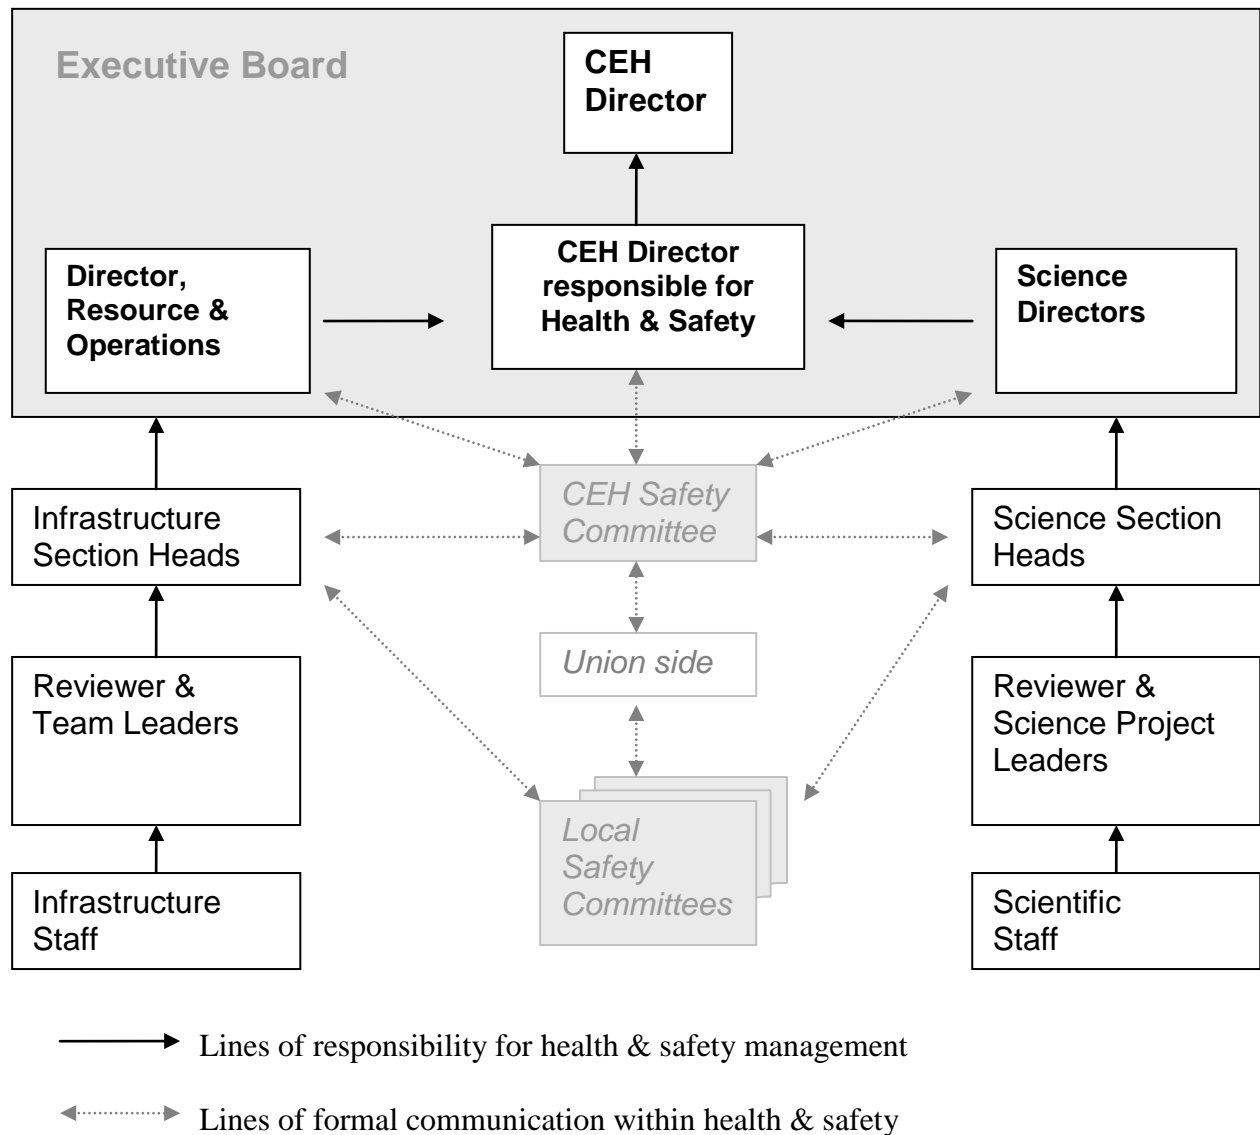 Executive Board
CEH
Director
Director,
Resource &
Operations
CEH Director
responsible for
Health & Safety
Science
Directors
Infrastructure
Section Heads
CEH Safety
Committee
Science Section
Heads
Reviewer &
Team Leaders
Union side
Reviewer &
Science Project
Leaders
Infrastructure
Staff
Local
Safety
Committees
Scientific
Staff
Lines of responsibility for health & safety management
Lines of formal communication within health & safety